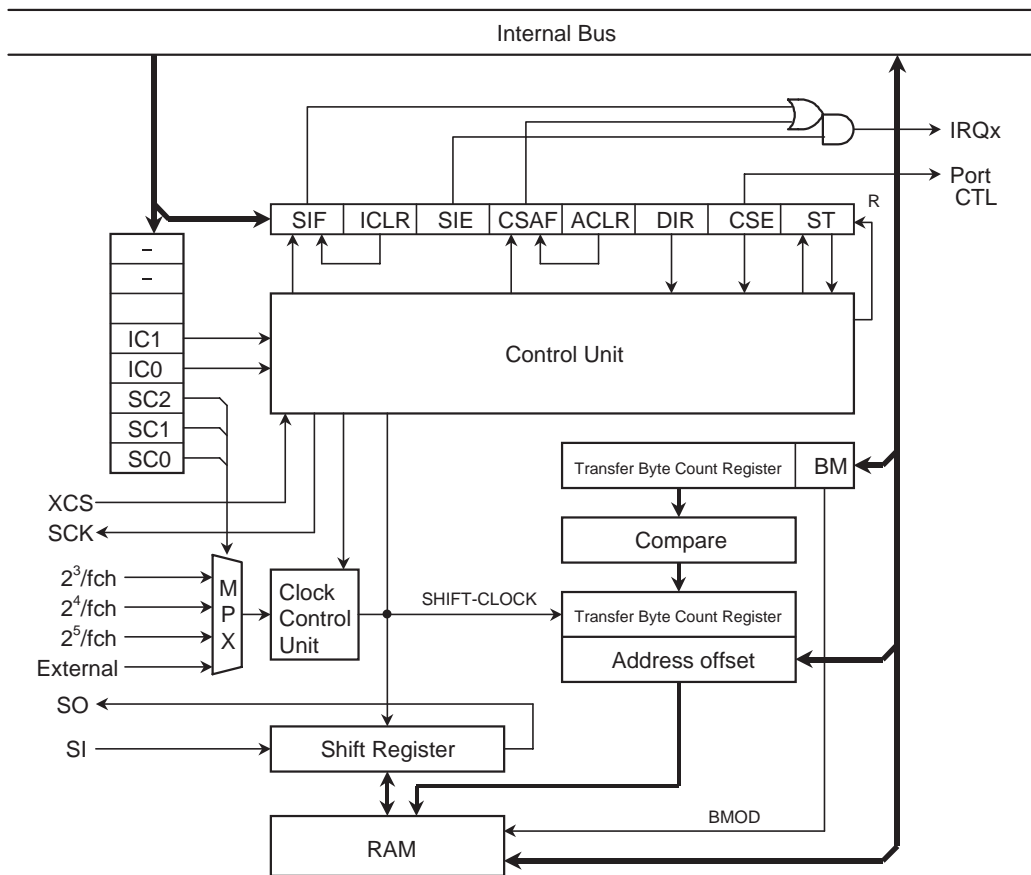 Internal Bus
IRQx
Port
CTL
R
SIF ICLR SIE CSAF ACLR DIR CSE ST
–
–
IC1
IC0
SC2
SC1
SC0
Control Unit
Transfer Byte Count Register BM
XCS
SCK
Compare
2³/fch
2⁴/fch
2⁵/fch
External
M
P
X
Clock
Control
Unit
SHIFT-CLOCK
Transfer Byte Count Register
Address offset
SO
SI
Shift Register
BMOD
RAM